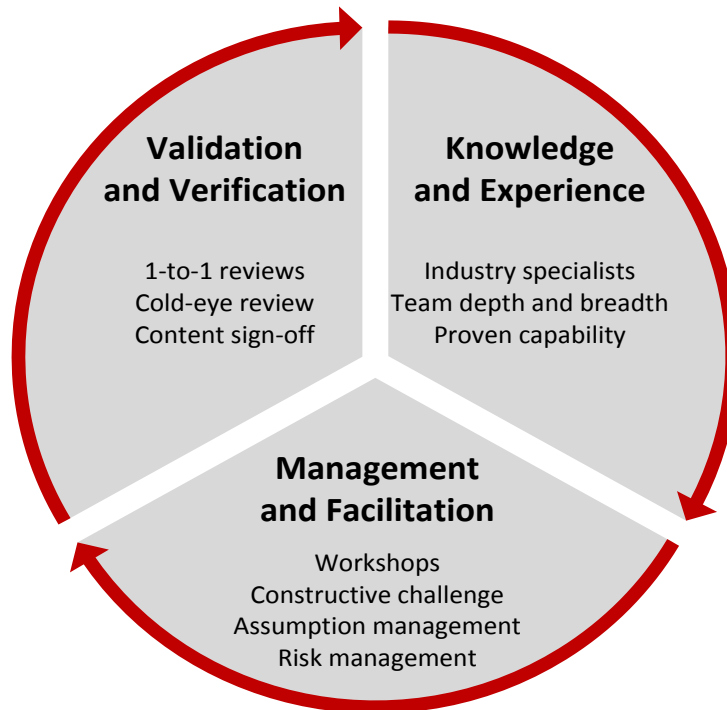 Validation
and Verification
1-to-1 reviews
Cold-eye review
Content sign-off
Knowledge
and Experience
Industry specialists
Team depth and breadth
Proven capability
Management
and Facilitation
Workshops
Constructive challenge
Assumption management
Risk management